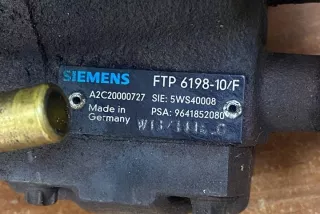 SIEMENS FTP 6198-10/F
A2C20000727 SIE: 5WS40008
Made in PSA: 9641852080
Germany